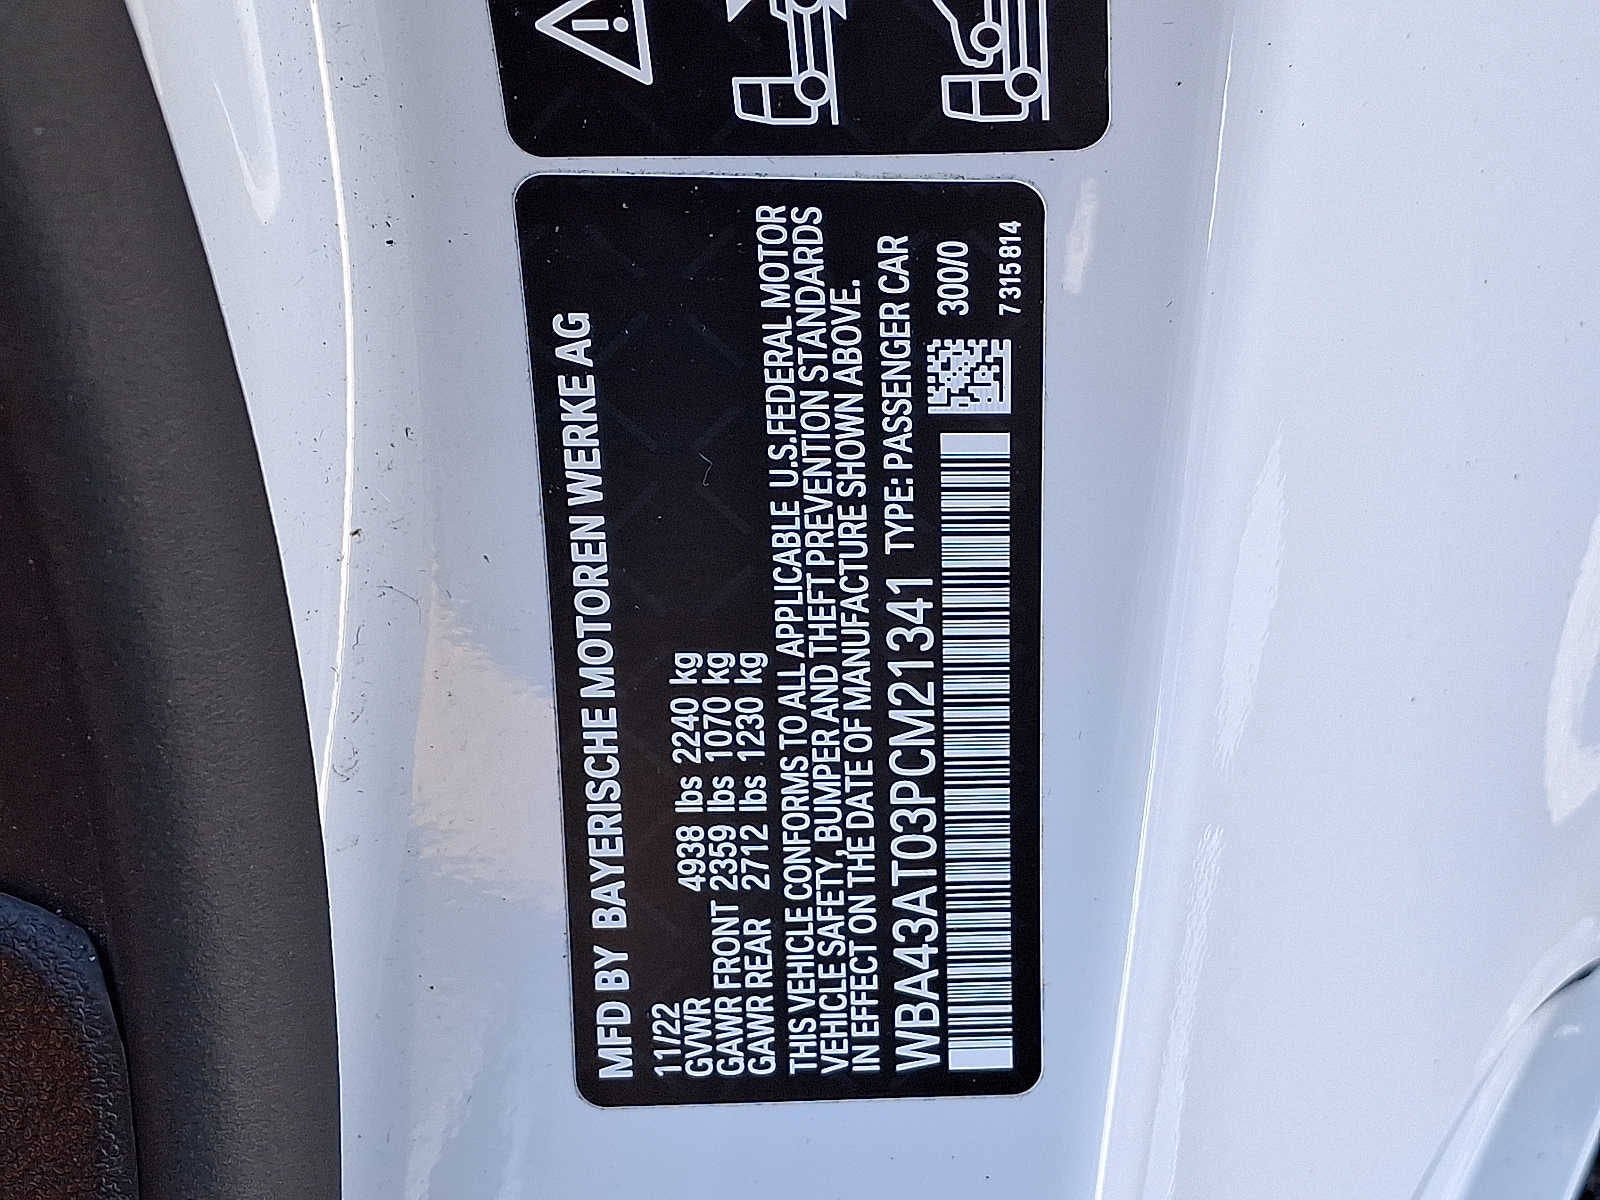 MFD BY BAYERISCHE MOTOREN WERKE AG
11/22
GVWR 4938 lbs 2240 kg
GAWR FRONT 2359 lbs 1070 kg
GAWR REAR 2712 lbs 1230 kg
THIS VEHICLE CONFORMS TO ALL APPLICABLE U.S.FEDERAL MOTOR
VEHICLE SAFETY, BUMPER AND THEFT PREVENTION STANDARDS
IN EFFECT ON THE DATE OF MANUFACTURE SHOWN ABOVE.
WBA43AT03PCM21341 TYPE: PASSENGER CAR
300/0
7315814